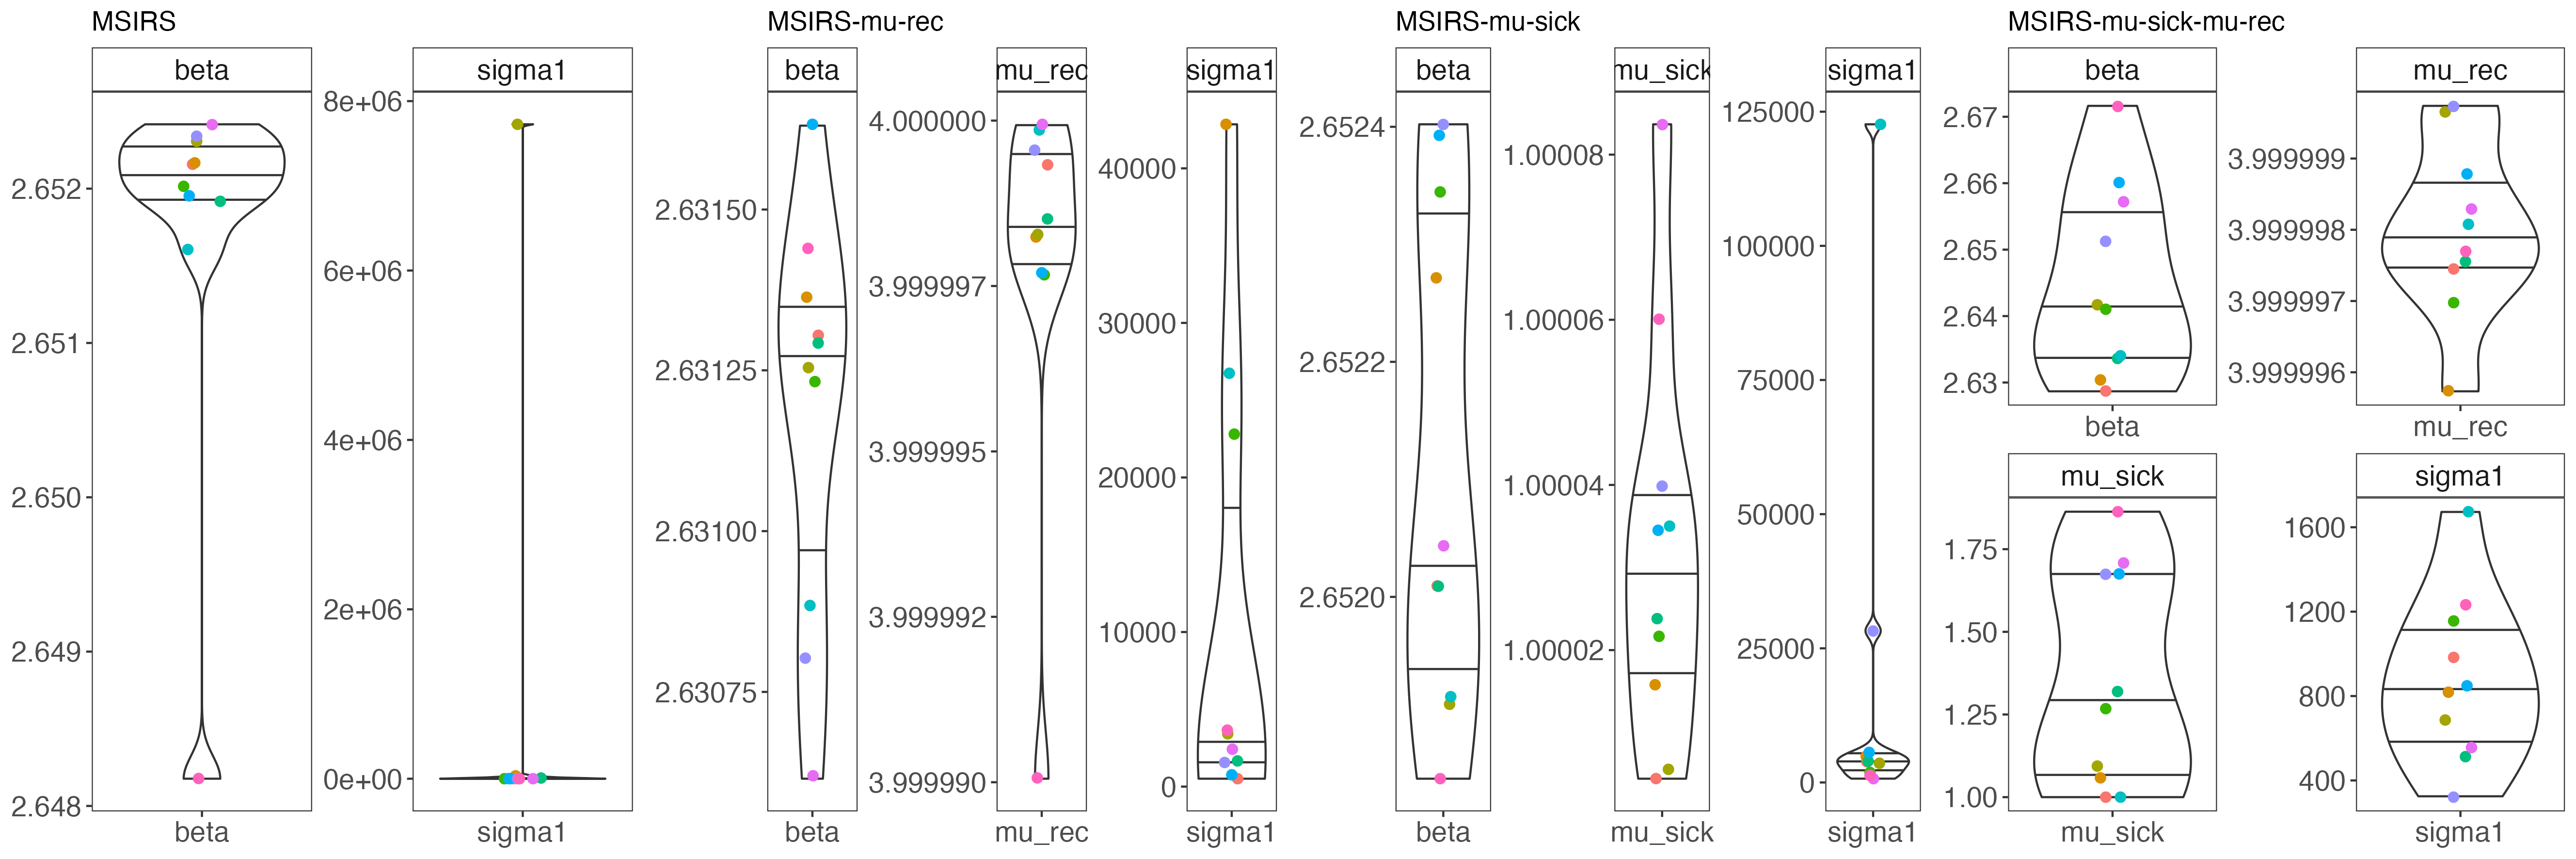 MSIRS
beta
2.652
2.651
2.650
2.649
2.648
beta
sigma1
8e+06
6e+06
4e+06
2e+06
0e+00
sigma1
MSIRS-mu-rec
beta
2.63150
2.63125
2.63100
2.63075
beta
mu_rec
4.000000
3.999997
3.999995
3.999992
3.999990
mu_rec
sigma1
40000
30000
20000
10000
0
sigma1
MSIRS-mu-sick
beta
2.6524
2.6522
2.6520
beta
mu_sick
1.00008
1.00006
1.00004
1.00002
mu_sick
sigma1
125000
100000
75000
50000
25000
0
sigma1
MSIRS-mu-sick-mu-rec
beta
2.67
2.66
2.65
2.64
2.63
beta
mu_rec
3.999999
3.999998
3.999997
3.999996
mu_rec
mu_sick
1.75
1.50
1.25
1.00
mu_sick
sigma1
1600
1200
800
400
sigma1